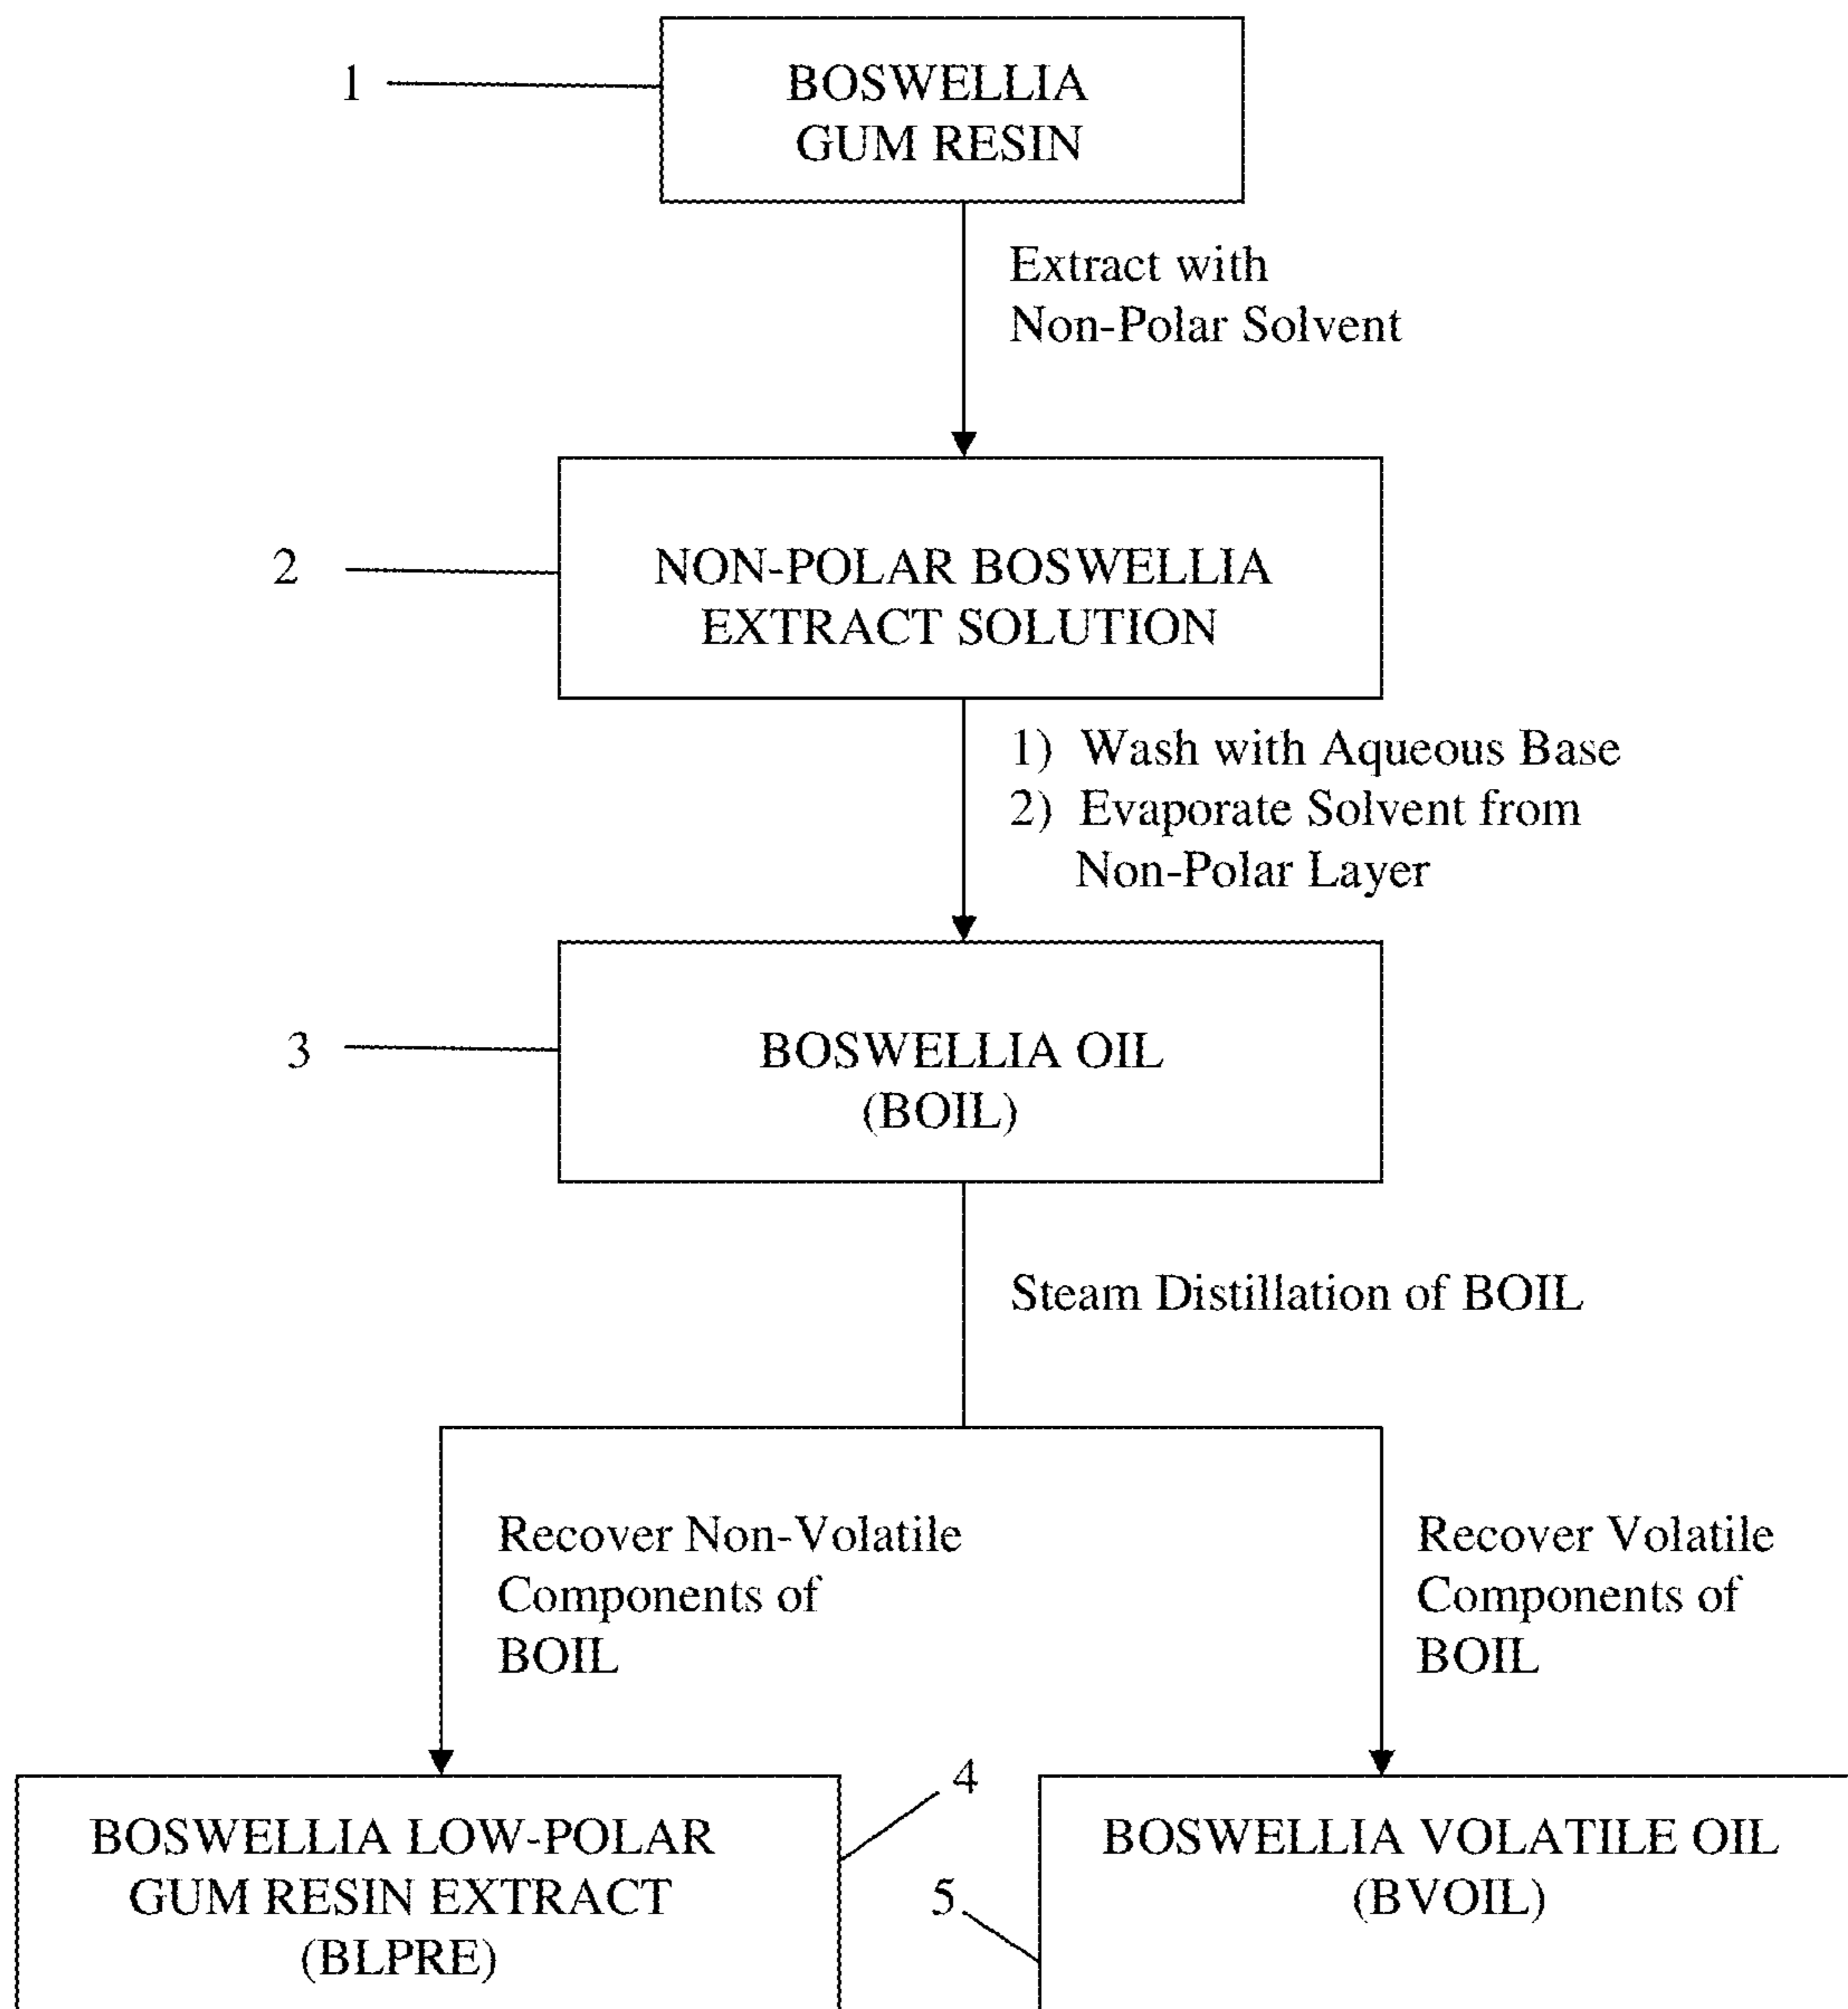 1
BOSWELLIA
GUM RESIN
Extract with
Non-Polar Solvent
2
NON-POLAR BOSWELLIA
EXTRACT SOLUTION
1) Wash with Aqueous Base
2) Evaporate Solvent from
Non-Polar Layer
3
BOSWELLIA OIL
(BOIL)
Steam Distillation of BOIL
Recover Non-Volatile
Components of
BOIL
Recover Volatile
Components of
BOIL
4
BOSWELLIA LOW-POLAR
GUM RESIN EXTRACT
(BLPRE)
5
BOSWELLIA VOLATILE OIL
(BVOIL)